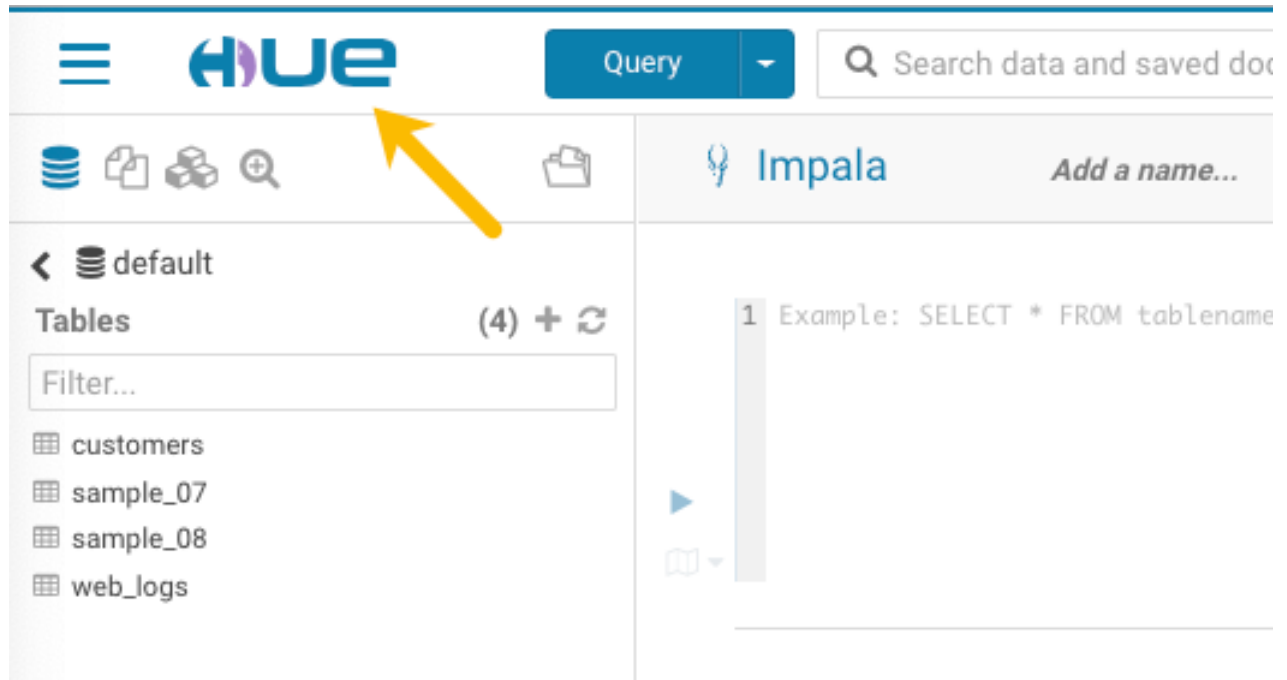 HUE
Query
Search data and saved
Impala
Add a name...
default
Tables (4)
Filter...
customers
sample_07
sample_08
web_logs
1 Example: SELECT * FROM tablename